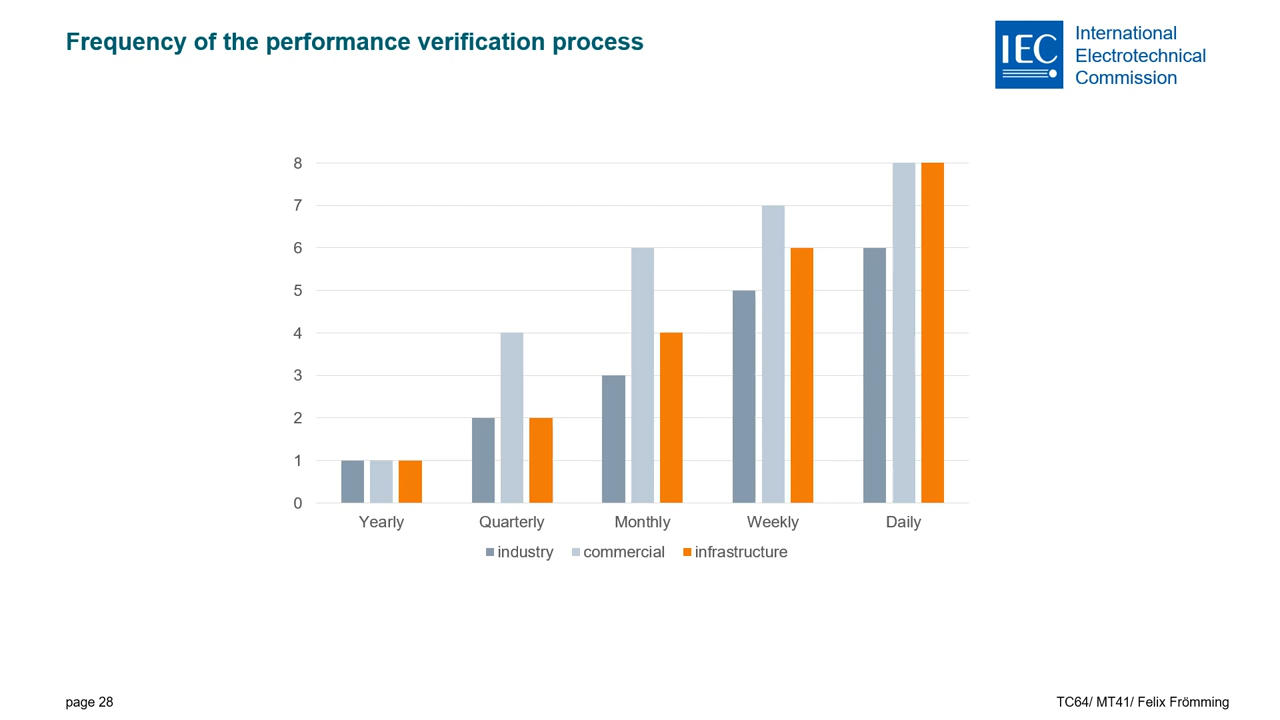 Frequency of the performance verification process
IEC
International
Electrotechnical
Commission
8
7
6
5
4
3
2
1
0
Yearly Quarterly Monthly Weekly Daily
industry commercial infrastructure
page 28
TC64/ MT41/ Felix Frömming